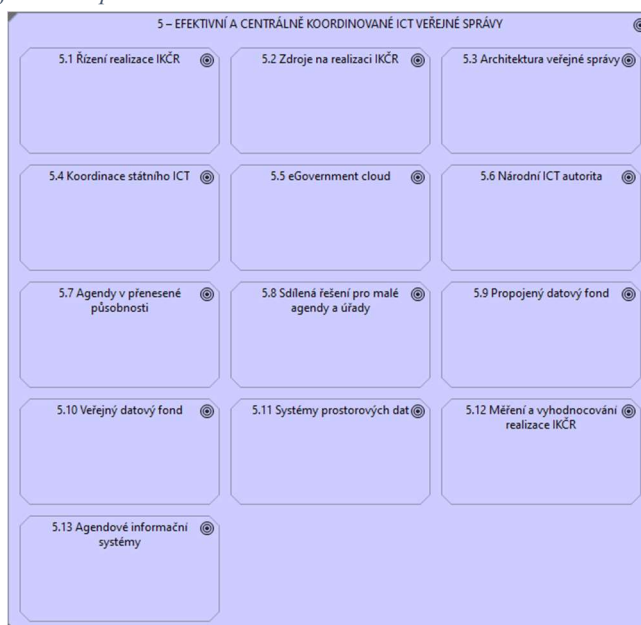 5 – EFEKTIVNÍ A CENTRÁLNĚ KOORDINOVANÉ ICT VEŘEJNÉ SPRÁVY
5.1 Řízení realizace IKČR
5.2 Zdroje na realizaci IKČR
5.3 Architektura veřejné správy
5.4 Koordinace státního ICT
5.5 eGovernment cloud
5.6 Národní ICT autorita
5.7 Agendy v přenesené
působnosti
5.8 Sdílená řešení pro malé
agendy a úřady
5.9 Propojený datový fond
5.10 Veřejný datový fond
5.11 Systémy prostorových dat
5.12 Měření a vyhodnocování
realizace IKČR
5.13 Agendové informační
systémy